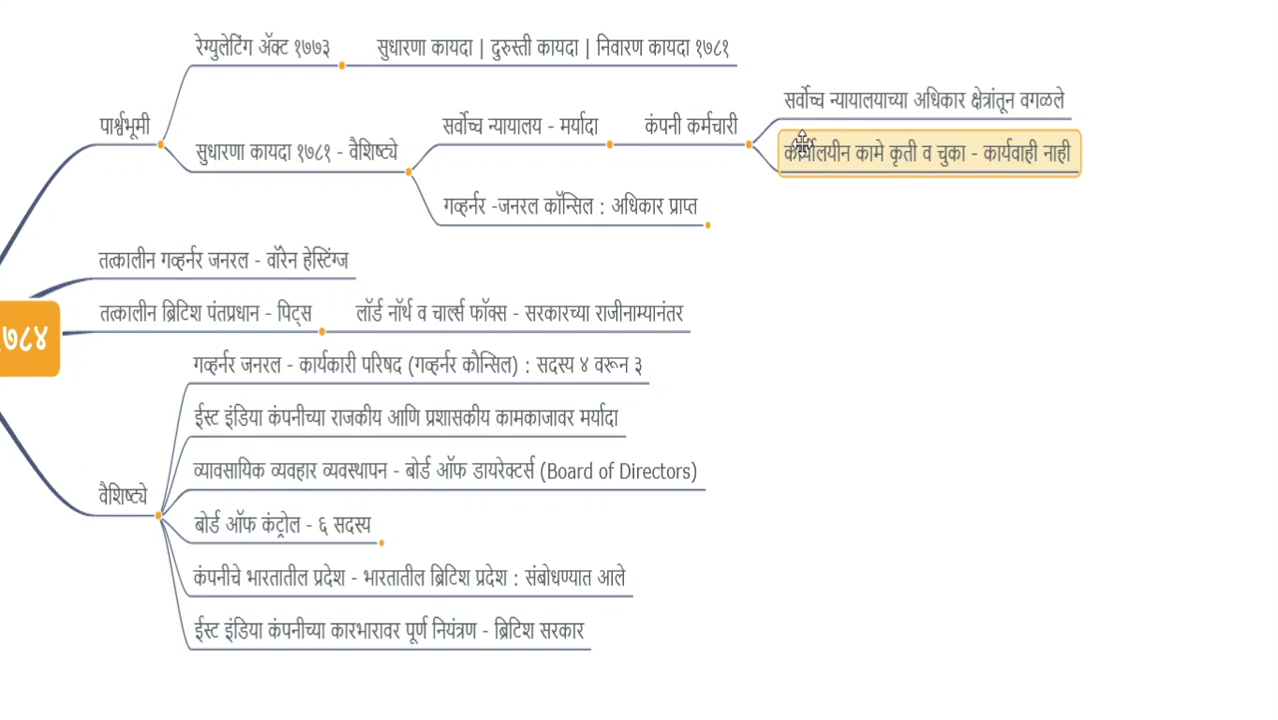 रेग्युलेटिंग ॲक्ट १७७३
सुधारणा कायदा | दुरुस्ती कायदा | निवारण कायदा १७८१
पार्श्वभूमी
सुधारणा कायदा १७८१ - वैशिष्ट्ये
सर्वोच्च न्यायालय - मर्यादा
कंपनी कर्मचारी
सर्वोच्च न्यायालयाच्या अधिकार क्षेत्रांतून वगळले
कार्यालयीन कामे कृती व चुका - कार्यवाही नाही
गव्हर्नर -जनरल कॉन्सिल : अधिकार प्राप्त
तत्कालीन गव्हर्नर जनरल - वॉरेन हेस्टिंग्ज
तत्कालीन ब्रिटिश पंतप्रधान - पिट्स
लॉर्ड नॉर्थ व चार्ल्स फॉक्स - सरकारच्या राजीनाम्यानंतर
७८४
वैशिष्ट्ये
गव्हर्नर जनरल - कार्यकारी परिषद (गव्हर्नर कौन्सिल) : सदस्य ४ वरून ३
ईस्ट इंडिया कंपनीच्या राजकीय आणि प्रशासकीय कामकाजावर मर्यादा
व्यावसायिक व्यवहार व्यवस्थापन - बोर्ड ऑफ डायरेक्टर्स (Board of Directors)
बोर्ड ऑफ कंट्रोल - ६ सदस्य
कंपनीचे भारतातील प्रदेश - भारतातील ब्रिटिश प्रदेश : संबोधण्यात आले
ईस्ट इंडिया कंपनीच्या कारभारावर पूर्ण नियंत्रण - ब्रिटिश सरकार